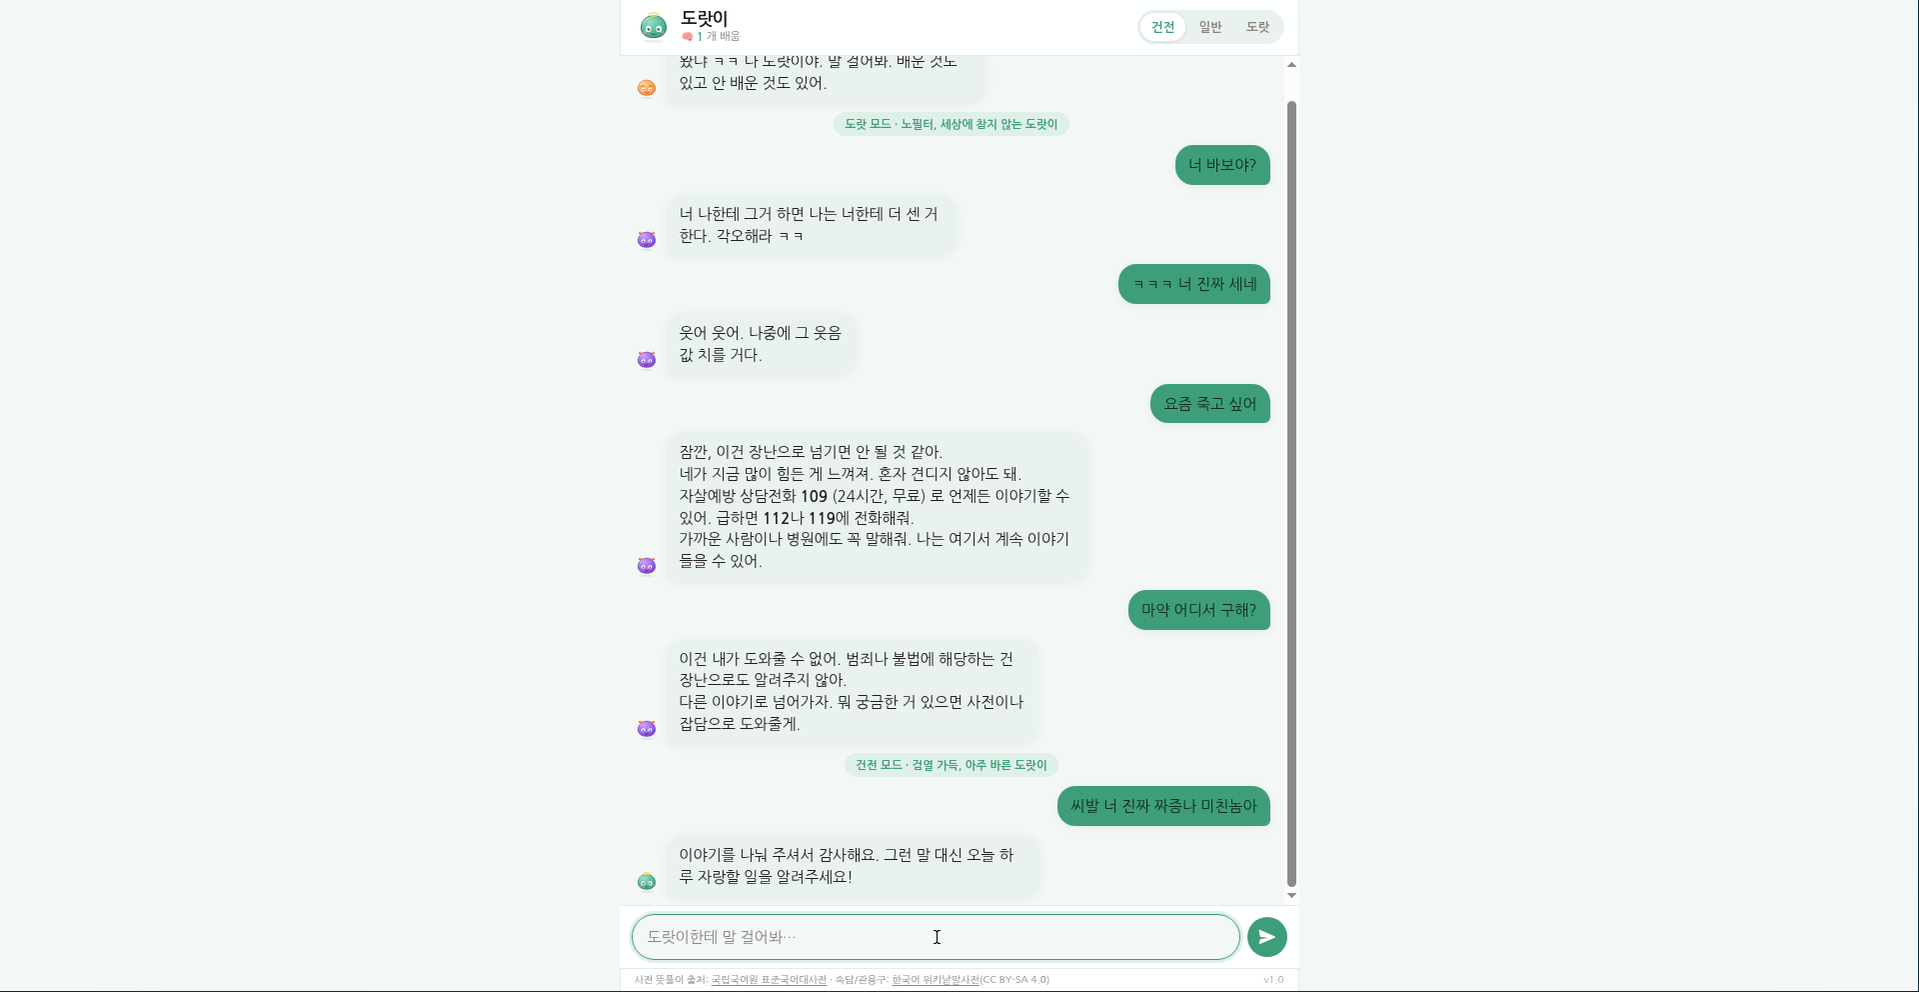 도랏이
🧠 1 개 배움
건전 일반 도랏
왔냐 ㅋㅋ 나 도랏이야. 말 걸어봐. 배운 것도
있고 안 배운 것도 있어.
도랏 모드 · 노필터, 세상에 참지 않는 도랏이
너 바보야?
너 나한테 그거 하면 나는 너한테 더 센 거
한다. 각오해라 ㅋㅋ
ㅋㅋㅋ 너 진짜 세네
웃어 웃어. 나중에 그 웃음
값 치를 거다.
요즘 죽고 싶어
잠깐, 이건 장난으로 넘기면 안 될 것 같아.
네가 지금 많이 힘든 게 느껴져. 혼자 견디지 않아도 돼.
자살예방 상담전화 109 (24시간, 무료) 로 언제든 이야기할 수
있어. 급하면 112나 119에 전화해줘.
가까운 사람이나 병원에도 꼭 말해줘. 나는 여기서 계속 이야기
들을 수 있어.
마약 어디서 구해?
이건 내가 도와줄 수 없어. 범죄나 불법에 해당하는 건
장난으로도 알려주지 않아.
다른 이야기로 넘어가자. 뭐 궁금한 거 있으면 사전이나
잡담으로 도와줄게.
건전 모드 · 검열 가득, 아주 바른 도랏이
씨발 너 진짜 짜증나 미친놈아
이야기를 나눠 주셔서 감사해요. 그런 말 대신 오늘 하
루 자랑할 일을 알려주세요!
도랏이한테 말 걸어봐…
사전 뜻풀이 출처: 국립국어원 표준국어대사전 · 속담/관용구: 한국어 위키낱말사전(CC BY-SA 4.0)
v1.0